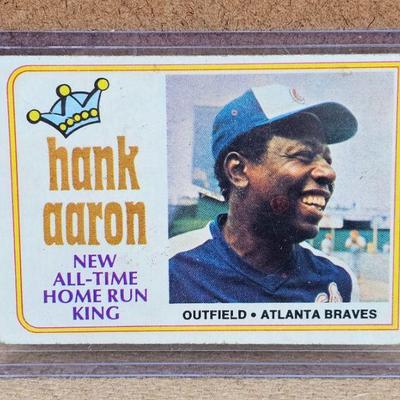 hank
aaron
NEW
ALL-TIME
HOME RUN
KING
OUTFIELD • ATLANTA BRAVES